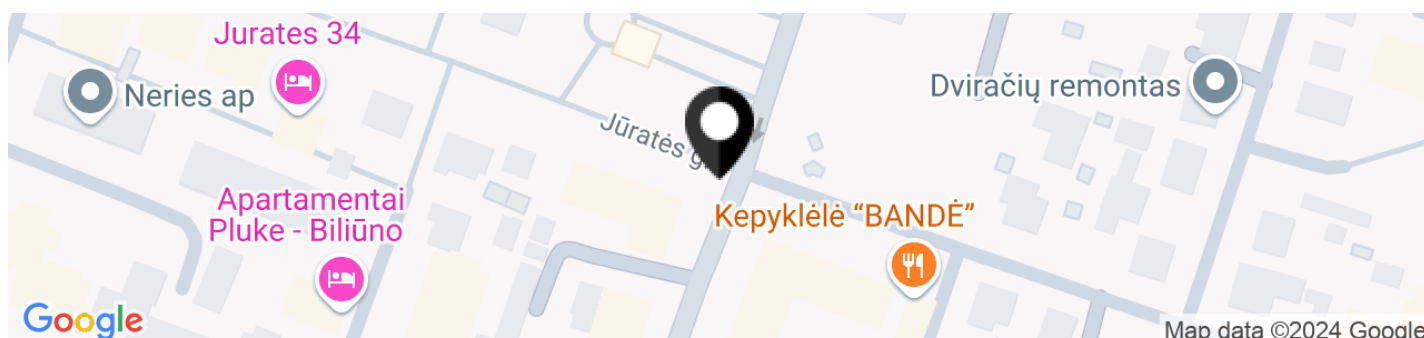 Jurates 34
Neries ap
Dviračių remontas
Jūratės g.
Apartamentai
Pluke - Biliūno
Kepyklėlė “BANDĖ”
Google
Map data ©2024 Google